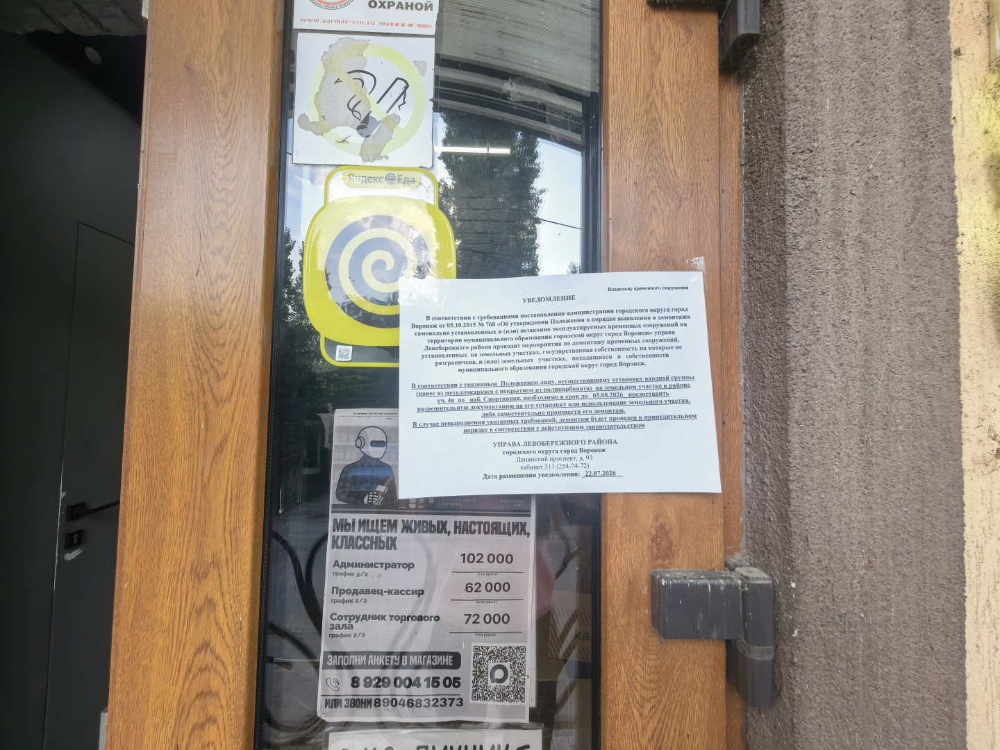 ОХРАНОЙ
www.sarmat-vrn.ru
Яндекс Еда
Владельцу временного сооружения
УВЕДОМЛЕНИЕ
В соответствии с требованиями постановления администрации городского округа город
Воронеж от 05.10.2015 № 760 «Об утверждении Положения о порядке выявления и демонтажа
самовольно установленных и (или) незаконно эксплуатируемых временных сооружений на
территории муниципального образования городской округ город Воронеж» управа
Левобережного района проводит мероприятия по демонтажу временных сооружений,
установленных на земельных участках, государственная собственность на которые не
разграничена, и (или) земельных участках, находящихся в собственности
муниципального образования городской округ город Воронеж.
В соответствии с указанным Положением лицу, осуществившему установку входной группы
(навес из металлокаркаса с покрытием из поликарбоната) на земельном участке в районе
уч. 4в по наб. Спортивная, необходимо в срок до 05.08.2026 предоставить
разрешительную документацию на его установку или использование земельного участка,
либо самостоятельно произвести его демонтаж.
В случае невыполнения указанных требований, демонтаж будет проведен в принудительном
порядке в соответствии с действующим законодательством
УПРАВА ЛЕВОБЕРЕЖНОГО РАЙОНА
городского округа город Воронеж
Ленинский проспект, д. 93
кабинет 511 (254-74-72)
Дата размещения уведомления: 22.07.2026
ОБУЧЕНИЕ
КАРЬЕРНЫЙ
РОСТ
МЫ ИЩЕМ ЖИВЫХ, НАСТОЯЩИХ,
КЛАССНЫХ
Администратор
график 5/2
102 000
Продавец-кассир
график 2/2
62 000
Сотрудник торгового
зала
график 2/2
72 000
ЗАПОЛНИ АНКЕТУ В МАГАЗИНЕ
8 929 004 15 05
ИЛИ ЗВОНИ 89046832373
ка